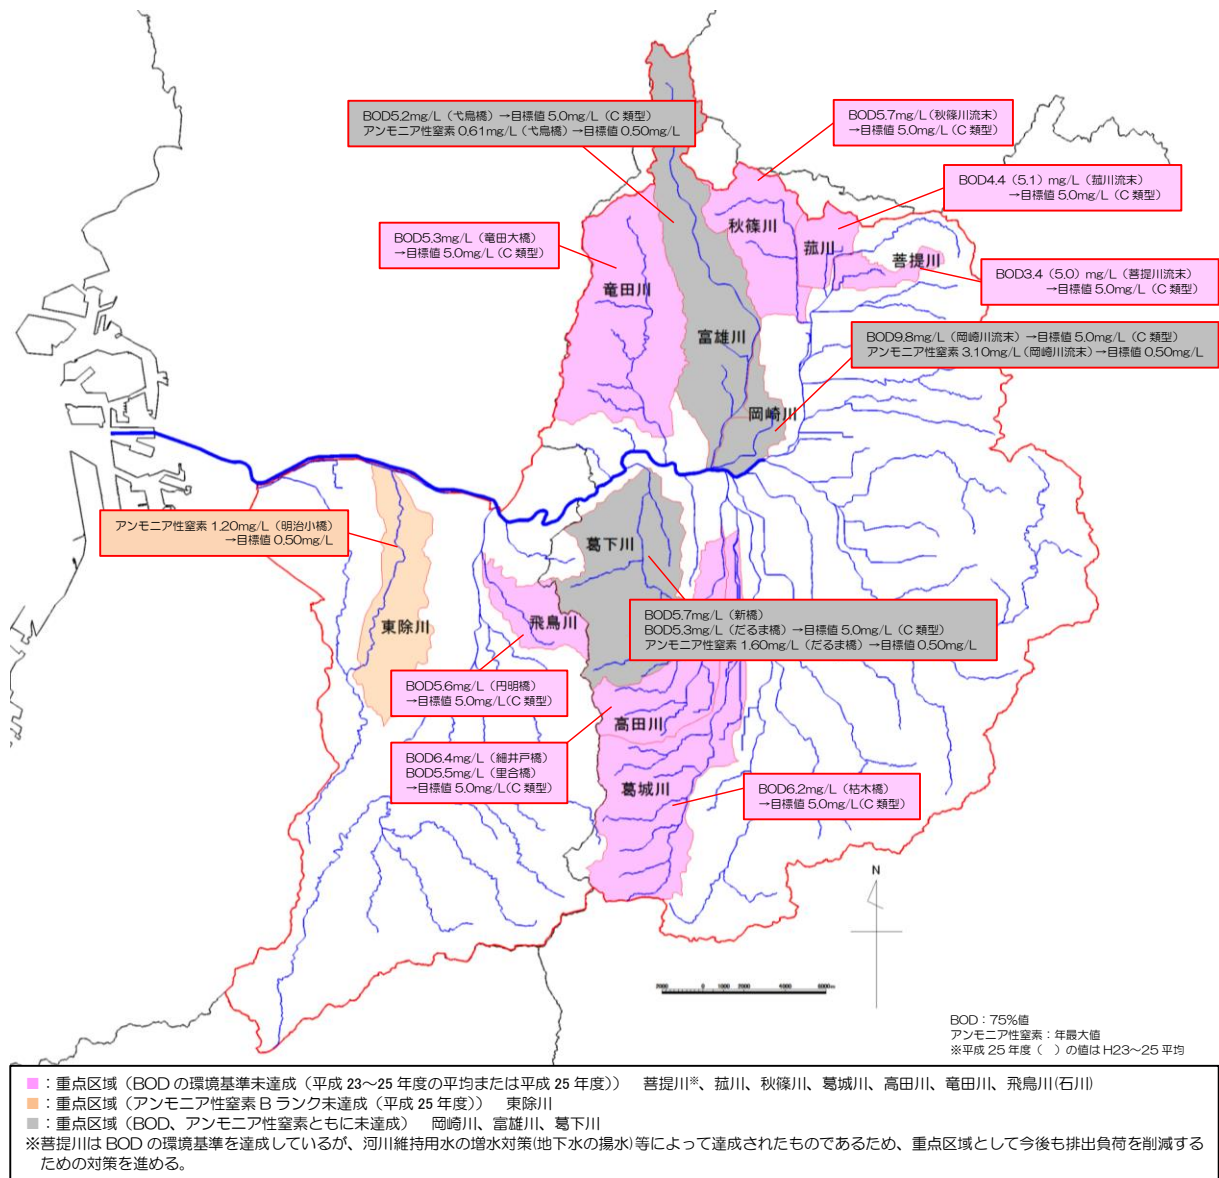 BOD5.2mg/L（弋鳥橋）→目標値 5.0mg/L（C 類型）
アンモニア性窒素 0.61mg/L（弋鳥橋）→目標値 0.50mg/L
BOD5.7mg/L（秋篠川流末）
→目標値 5.0mg/L（C 類型）
BOD4.4（5.1）mg/L（菰川流末）
→目標値 5.0mg/L（C 類型）
BOD5.3mg/L（竜田大橋）
→目標値 5.0mg/L（C 類型）
BOD3.4（5.0）mg/L（菩提川流末）
→目標値 5.0mg/L（C 類型）
秋篠川
菰川
菩提川
竜田川
富雄川
BOD9.8mg/L（岡崎川流末）→目標値 5.0mg/L（C 類型）
アンモニア性窒素 3.10mg/L（岡崎川流末）→目標値 0.50mg/L
岡崎川
アンモニア性窒素 1.20mg/L（明治小橋）
→目標値 0.50mg/L
葛下川
東除川
飛鳥川
BOD5.7mg/L（新橋）
BOD5.3mg/L（だるま橋）→目標値 5.0mg/L（C 類型）
アンモニア性窒素 1.60mg/L（だるま橋）→目標値 0.50mg/L
BOD5.6mg/L（円明橋）
→目標値 5.0mg/L(C 類型)
高田川
BOD6.4mg/L（細井戸橋）
BOD5.5mg/L（里合橋）
→目標値 5.0mg/L(C 類型)
葛城川
BOD6.2mg/L（枯木橋）
→目標値 5.0mg/L(C 類型)
N
2000 0 1000 2000 4000 6000m
BOD：75%値
アンモニア性窒素：年最大値
※平成 25 年度（ ）の値は H23～25 平均
■：重点区域（BOD の環境基準未達成（平成 23～25 年度の平均または平成 25 年度）） 菩提川※、菰川、秋篠川、葛城川、高田川、竜田川、飛鳥川(石川)
■：重点区域（アンモニア性窒素 B ランク未達成（平成 25 年度）） 東除川
■：重点区域（BOD、アンモニア性窒素ともに未達成） 岡崎川、富雄川、葛下川
※菩提川は BOD の環境基準を達成しているが、河川維持用水の増水対策(地下水の揚水)等によって達成されたものであるため、重点区域として今後も排出負荷を削減する
ための対策を進める。